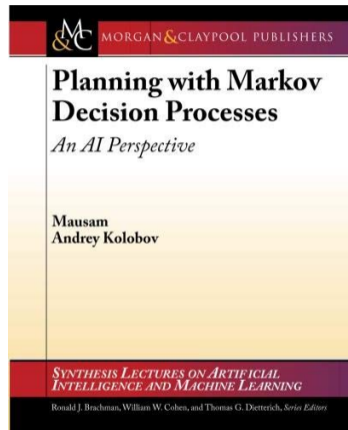 M
&C MORGAN&CLAYPOOL PUBLISHERS
Planning with Markov
Decision Processes
An AI Perspective
Mausam
Andrey Kolobov
SYNTHESIS LECTURES ON ARTIFICIAL
INTELLIGENCE AND MACHINE LEARNING
Ronald J. Brachman, William W. Cohen, and Thomas G. Dietterich, Series Editors